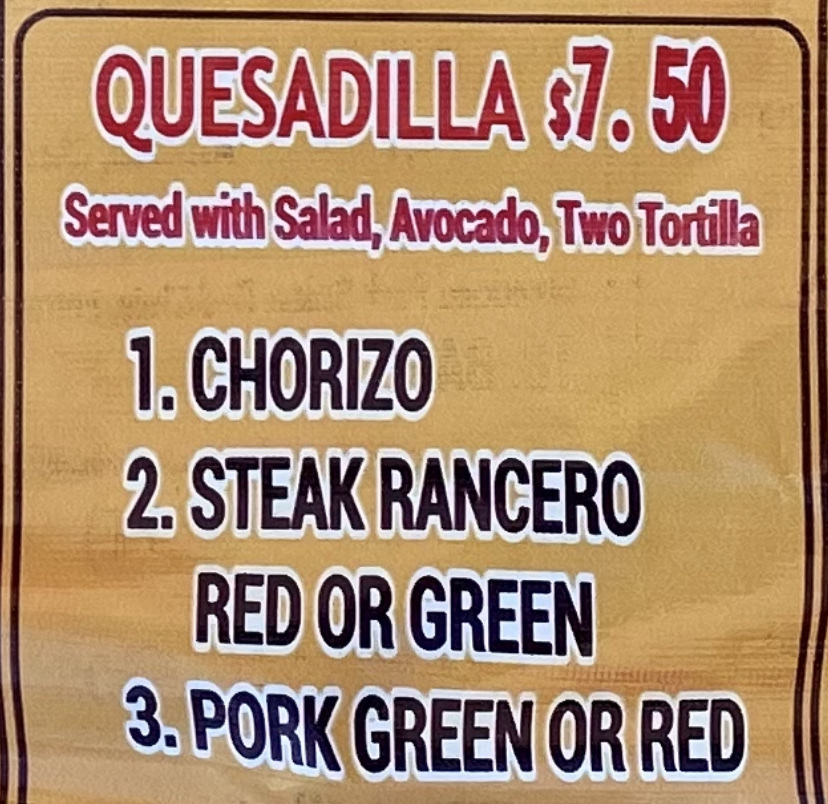 QUESADILLA $7.50
Served with Salad, Avocado, Two Tortilla
1. CHORIZO
2. STEAK RANCERO
RED OR GREEN
3. PORK GREEN OR RED